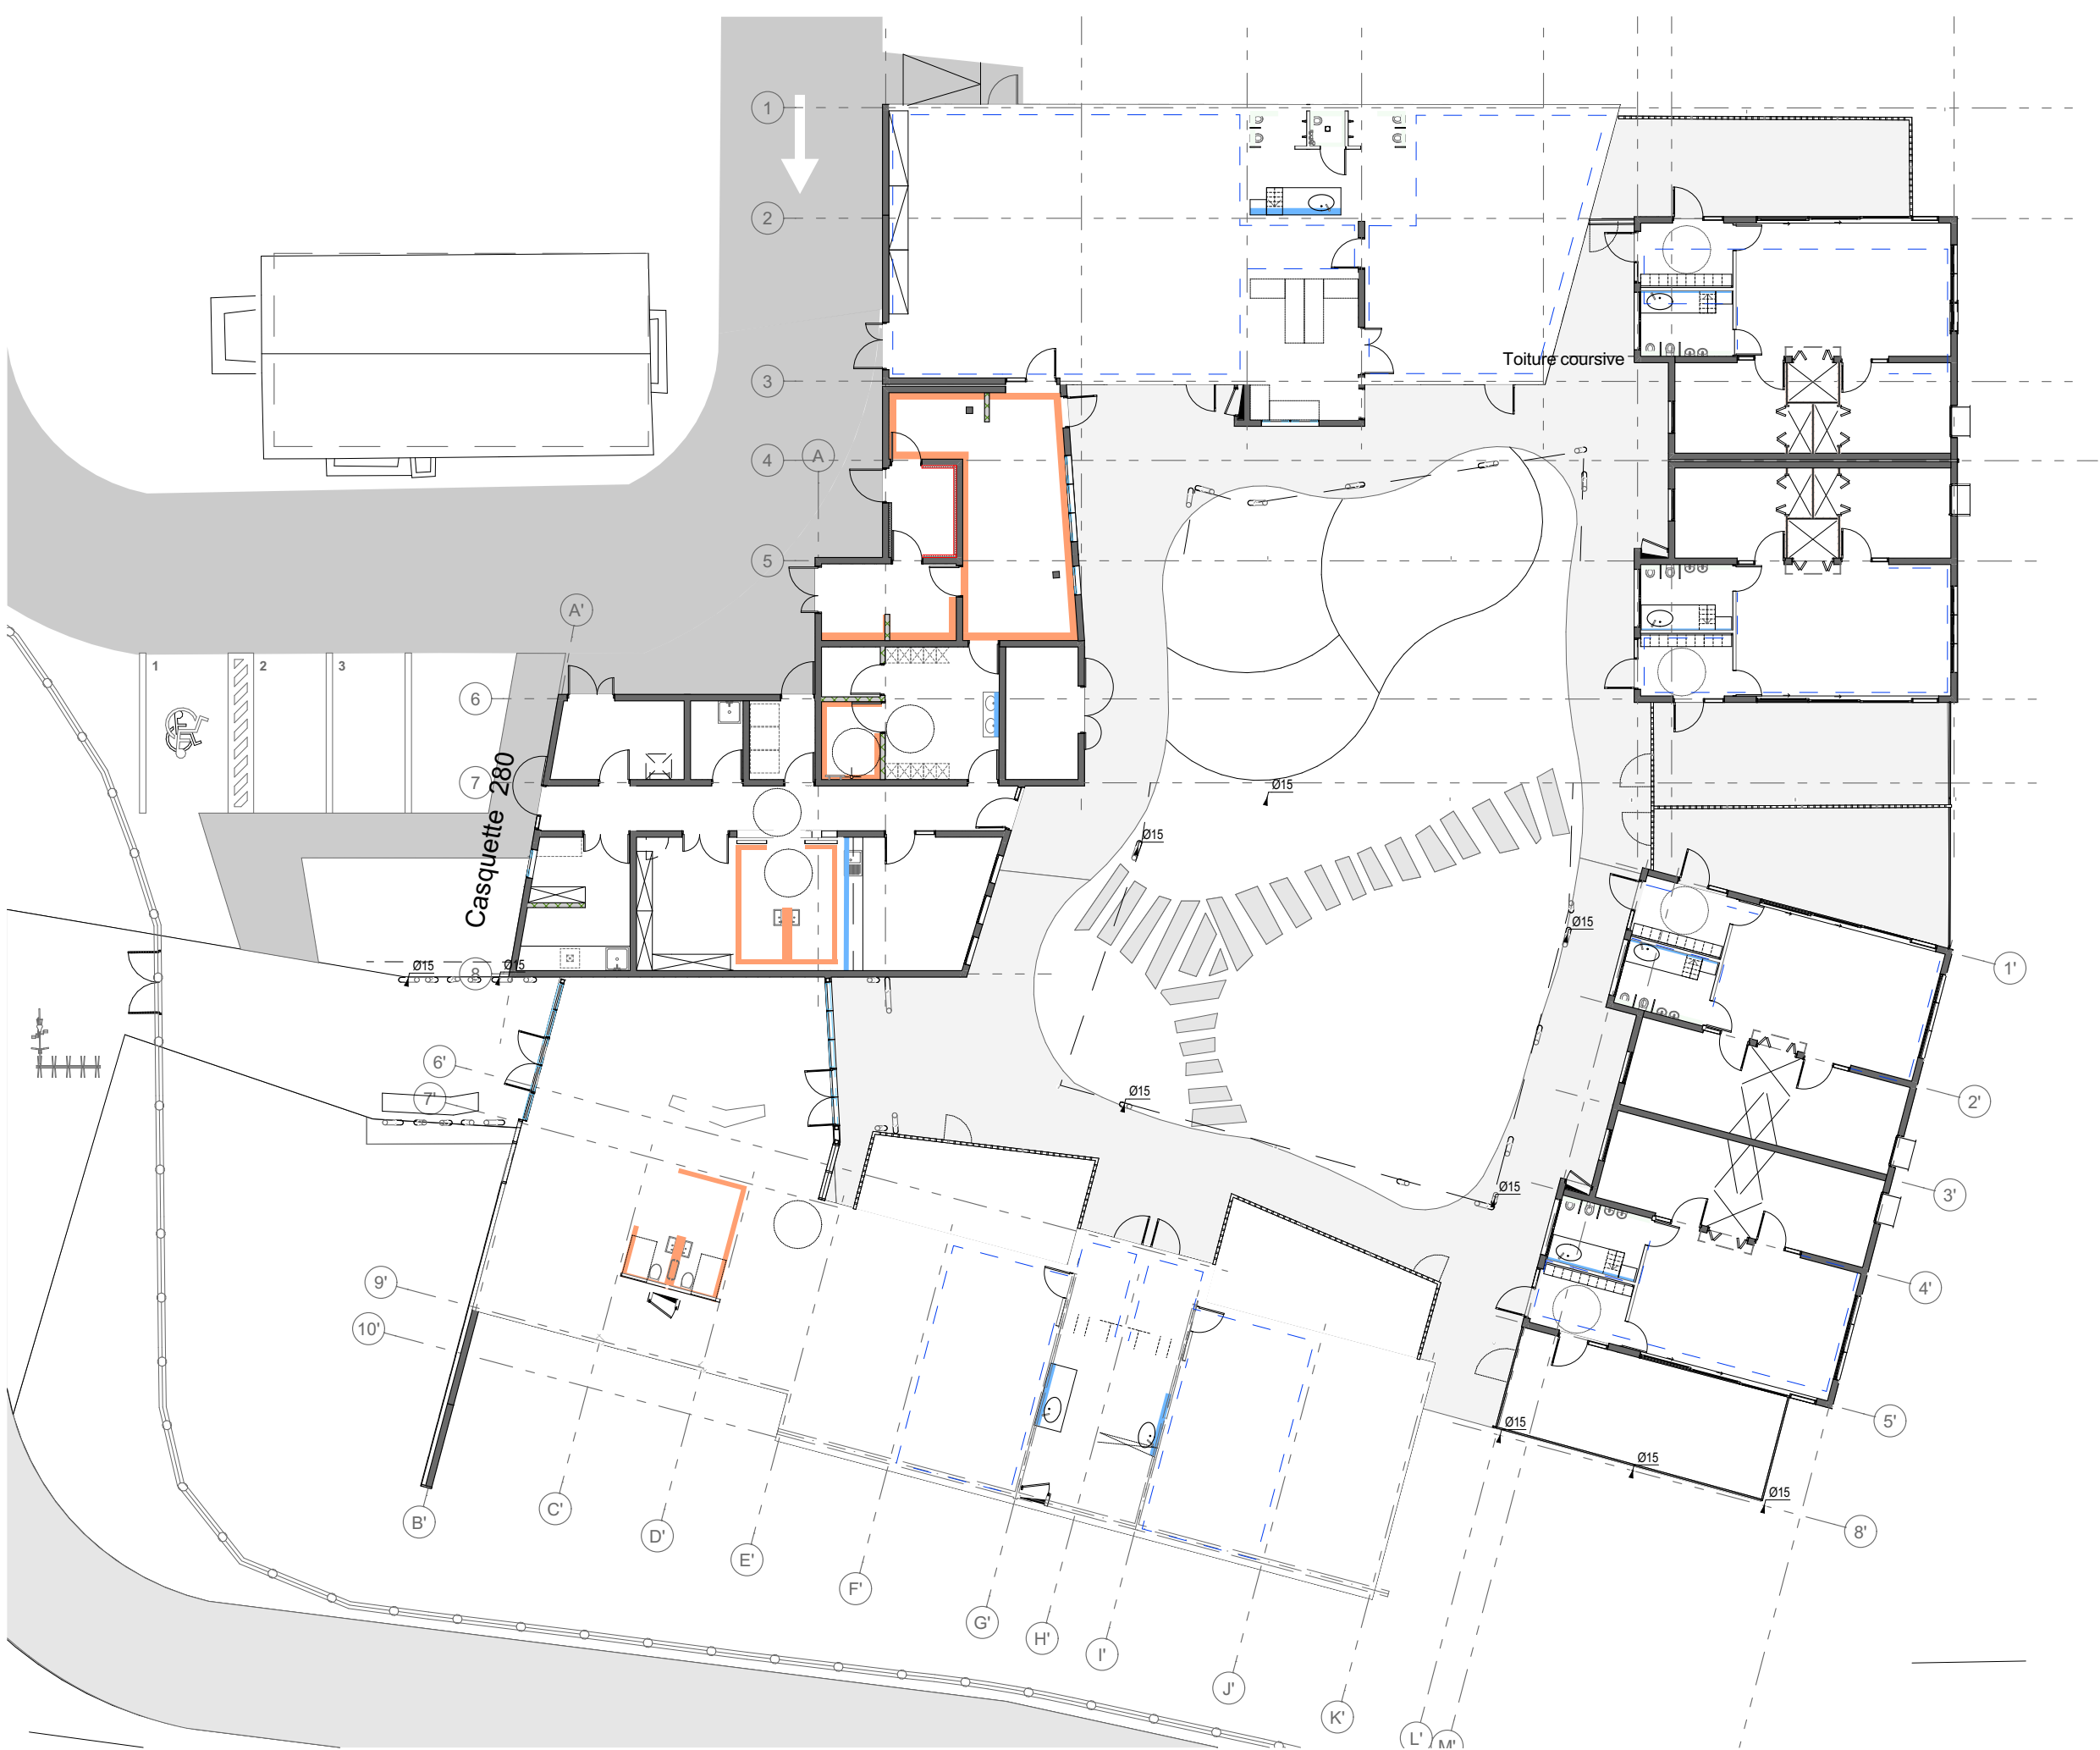 1
2
Toiture coursive
3
A
4
5
A'
1
2
3
6
7
Casquette 280
Ø15
Ø15
Ø15
Ø15
8
Ø15
1'
6'
7'
Ø15
2'
Ø15
3'
9'
4'
10'
5'
Ø15
Ø15
Ø15
B'
C'
D'
E'
8'
F'
G'
H'
I'
J'
K'
L'
M'